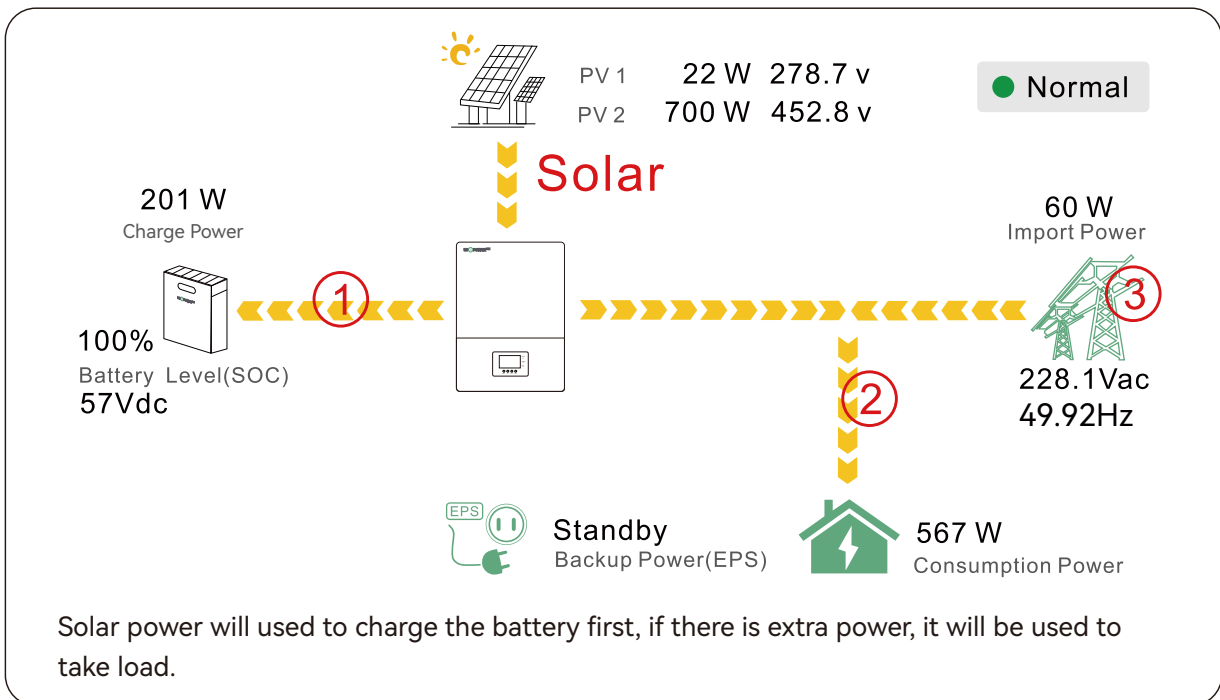 PV 1 22 W 278.7 v
PV 2 700 W 452.8 v
Normal
Solar
201 W
Charge Power
60 W
Import Power
1
3
100%
Battery Level(SOC)
57Vdc
228.1Vac
49.92Hz
2
EPS
Standby
Backup Power(EPS)
567 W
Consumption Power
Solar power will used to charge the battery first, if there is extra power, it will be used to
take load.